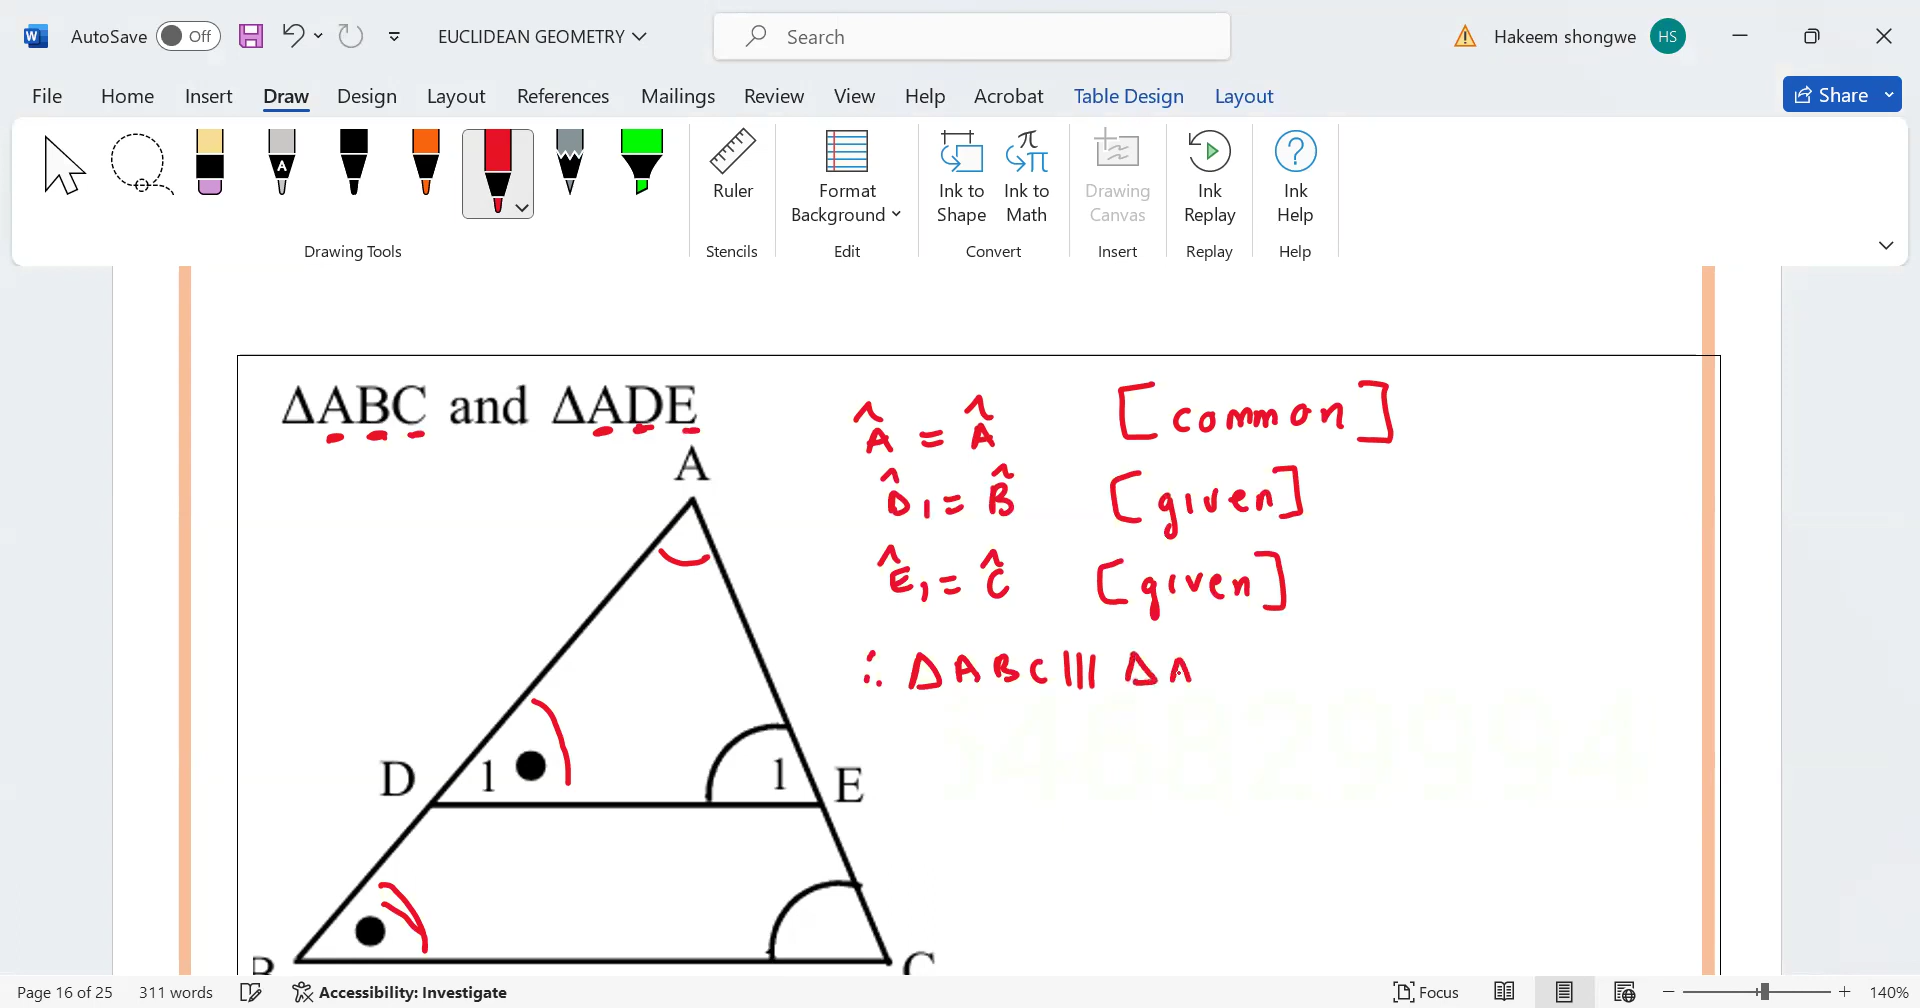 AutoSave Off EUCLIDEAN GEOMETRY Search Hakeem shongwe HS
File Home Insert Draw Design Layout References Mailings Review View Help Acrobat Table Design Layout Share
A
Ruler Format Background Ink to Shape Ink to Math Drawing Canvas Ink Replay Ink Help
Drawing Tools Stencils Edit Convert Insert Replay Help
ΔABC and ΔADE
Â = Â [common]
D̂₁ = B̂ [given]
Ê₁ = Ĉ [given]
∴ ΔABC ||| ΔA
A
D 1 1 E
B C
Page 16 of 25 311 words Accessibility: Investigate Focus 140%